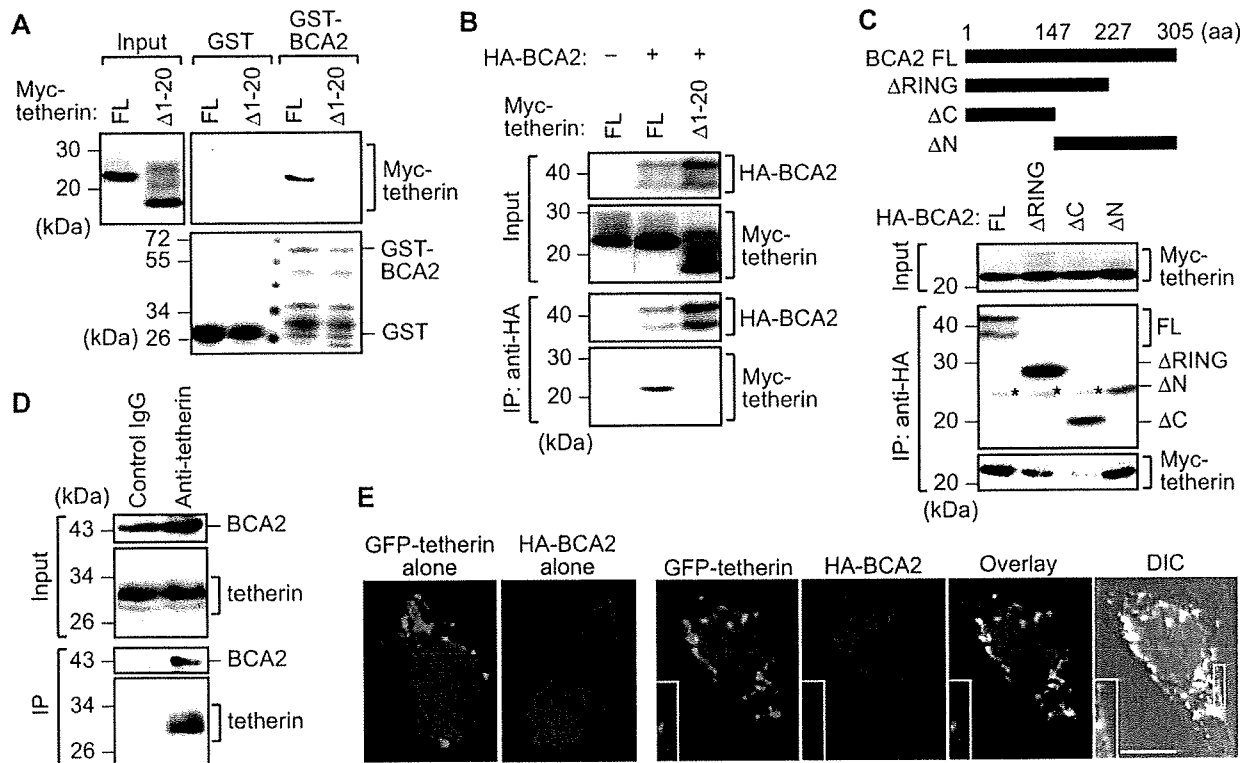 A
Input GST GST-BCA2
Myc-tetherin: FL Δ1-20 FL Δ1-20 FL Δ1-20
30
20
(kDa)
Myc-tetherin
72
55
34
26
(kDa)
GST-BCA2
GST
B
HA-BCA2: – + +
Myc-tetherin: FL FL Δ1-20
Input
40
HA-BCA2
30
20
Myc-tetherin
IP: anti-HA
40
HA-BCA2
30
20
Myc-tetherin
(kDa)
C
1 147 227 305 (aa)
BCA2 FL
ΔRING
ΔC
ΔN
HA-BCA2: FL ΔRING ΔC ΔN
Input
20
Myc-tetherin
IP: anti-HA
40
30
20
FL
ΔRING
ΔN
ΔC
* * *
20
Myc-tetherin
(kDa)
D
(kDa) Control IgG Anti-tetherin
Input
43
BCA2
34
26
tetherin
IP
43
BCA2
34
26
tetherin
E
GFP-tetherin alone
HA-BCA2 alone
GFP-tetherin
HA-BCA2
Overlay
DIC